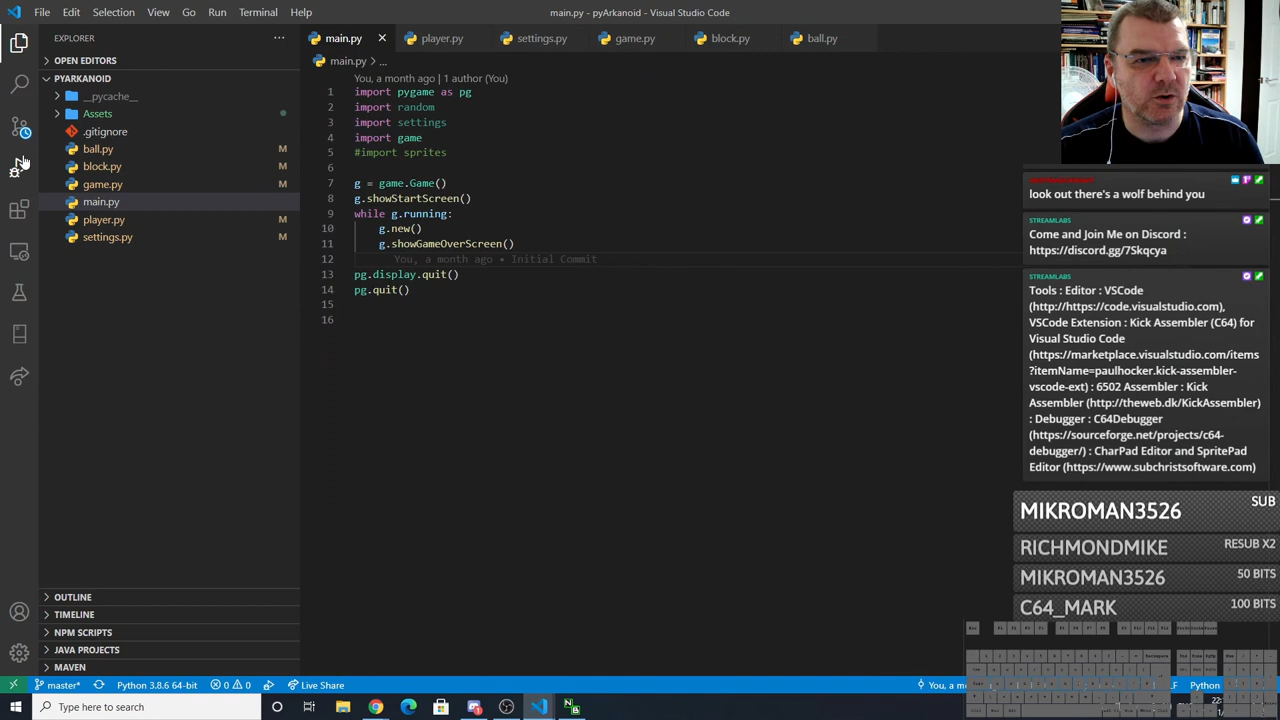 File Edit Selection View Go Run Terminal Help
main.py - pyArkanoid - Visual Studio Code
EXPLORER
OPEN EDITORS
PYARKANOID
__pycache__
Assets
.gitignore
ball.py M
block.py M
game.py M
main.py
player.py M
settings.py M
OUTLINE
TIMELINE
NPM SCRIPTS
JAVA PROJECTS
MAVEN
main.py player.py settings.py game.py block.py ball.py
main.py > ...
You, a month ago | 1 author (You)
1 import pygame as pg
2 import random
3 import settings
4 import game
5 #import sprites
6
7 g = game.Game()
8 g.showStartScreen()
9 while g.running:
10 g.new()
11 g.showGameOverScreen()
12 You, a month ago • Initial Commit
13 pg.display.quit()
14 pg.quit()
15
16
look out there's a wolf behind you
STREAMLABS
Come and Join Me on Discord :
https://discord.gg/7Skqcya
STREAMLABS
Tools : Editor : VSCode
(http://https://code.visualstudio.com),
VSCode Extension : Kick Assembler (C64) for
Visual Studio Code
(https://marketplace.visualstudio.com/items
?itemName=paulhocker.kick-assembler-
vscode-ext) : 6502 Assembler : Kick
Assembler (http://theweb.dk/KickAssembler)
: Debugger : C64Debugger
(https://sourceforge.net/projects/c64-
debugger/) : CharPad Editor and SpritePad
Editor (https://www.subchristsoftware.com)
MIKROMAN3526 SUB
RICHMONDMIKE RESUB X2
MIKROMAN3526 50 BITS
C64_MARK 100 BITS
master* Python 3.8.6 64-bit 0 0 Live Share
Python
Type here to search